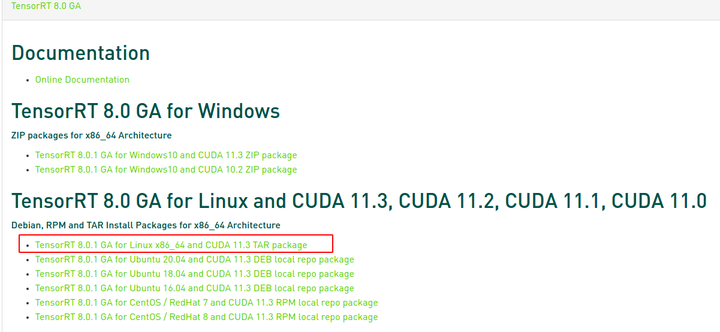 TensorRT 8.0 GA
Documentation
Online Documentation
TensorRT 8.0 GA for Windows
ZIP packages for x86_64 Architecture
TensorRT 8.0.1 GA for Windows10 and CUDA 11.3 ZIP package
TensorRT 8.0.1 GA for Windows10 and CUDA 10.2 ZIP package
TensorRT 8.0 GA for Linux and CUDA 11.3, CUDA 11.2, CUDA 11.1, CUDA 11.0
Debian, RPM and TAR Install Packages for x86_64 Architecture
TensorRT 8.0.1 GA for Linux x86_64 and CUDA 11.3 TAR package
TensorRT 8.0.1 GA for Ubuntu 20.04 and CUDA 11.3 DEB local repo package
TensorRT 8.0.1 GA for Ubuntu 18.04 and CUDA 11.3 DEB local repo package
TensorRT 8.0.1 GA for Ubuntu 16.04 and CUDA 11.3 DEB local repo package
TensorRT 8.0.1 GA for CentOS / RedHat 7 and CUDA 11.3 RPM local repo package
TensorRT 8.0.1 GA for CentOS / RedHat 8 and CUDA 11.3 RPM local repo package